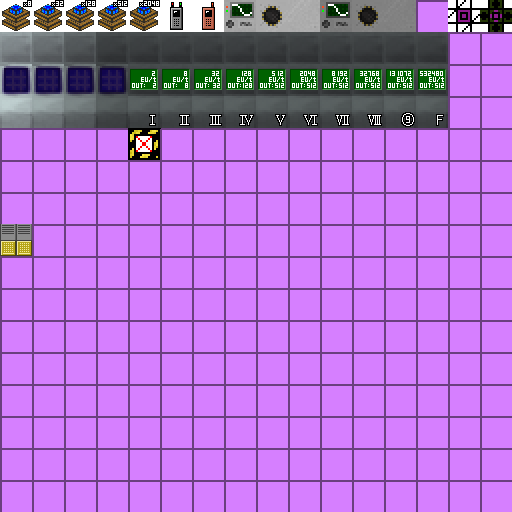 x8 x32 x128 x512 x2048
2 EU/t OUT: 2
8 EU/t OUT: 8
32 EU/t OUT: 32
128 EU/t OUT:128
512 EU/t OUT:512
2048 EU/t OUT:512
8192 EU/t OUT:512
32768 EU/t OUT:512
131072 EU/t OUT:512
532480 EU/t OUT:512
I II III IV V VI VII VIII ⑨ F